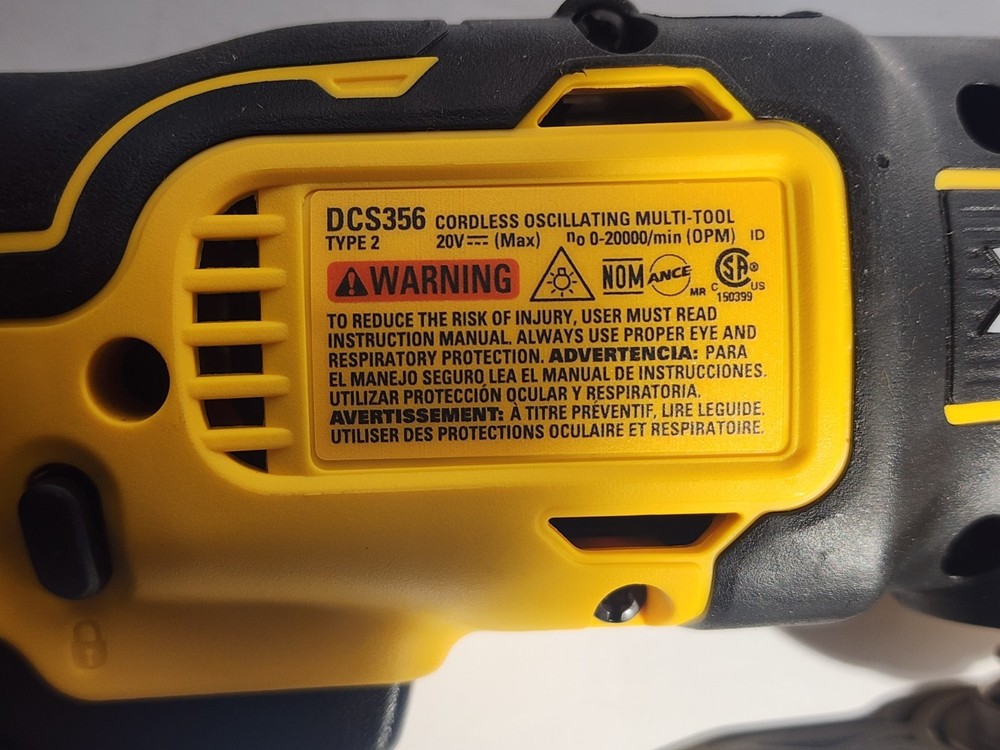 DCS356 CORDLESS OSCILLATING MULTI-TOOL
TYPE 2 20V⎓ (Max) n₀ 0-20000/min (OPM) ID
⚠WARNING NOM ANCE MR C SA ® US
150399
TO REDUCE THE RISK OF INJURY, USER MUST READ
INSTRUCTION MANUAL. ALWAYS USE PROPER EYE AND
RESPIRATORY PROTECTION. ADVERTENCIA: PARA
EL MANEJO SEGURO LEA EL MANUAL DE INSTRUCCIONES.
UTILIZAR PROTECCIÓN OCULAR Y RESPIRATORIA.
AVERTISSEMENT: À TITRE PRÉVENTIF, LIRE LEGUIDE.
UTILISER DES PROTECTIONS OCULAIRE ET RESPIRATOIRE.